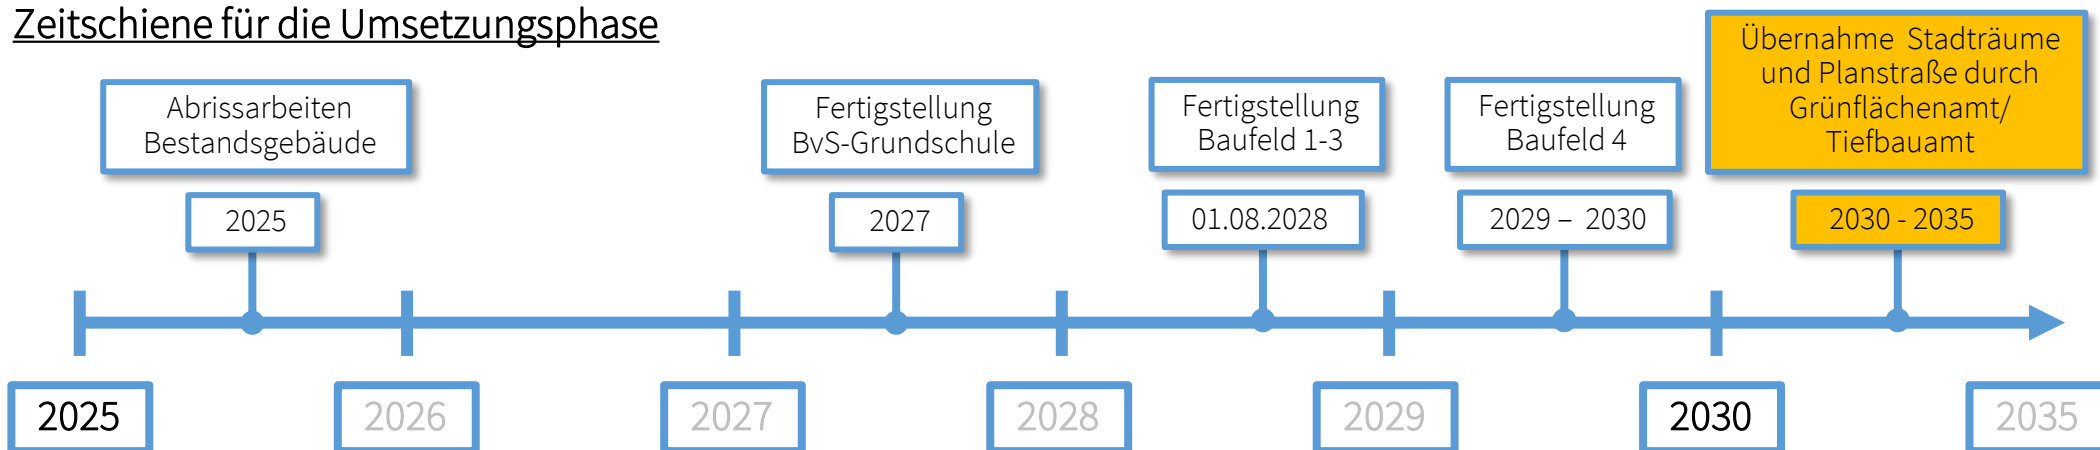 Zeitschiene für die Umsetzungsphase
Abrissarbeiten
Bestandsgebäude
2025
Fertigstellung
BvS-Grundschule
2027
Fertigstellung
Baufeld 1-3
01.08.2028
Fertigstellung
Baufeld 4
2029 – 2030
Übernahme Stadträume
und Planstraße durch
Grünflächenamt/
Tiefbauamt
2030 - 2035
2025
2026
2027
2028
2029
2030
2035